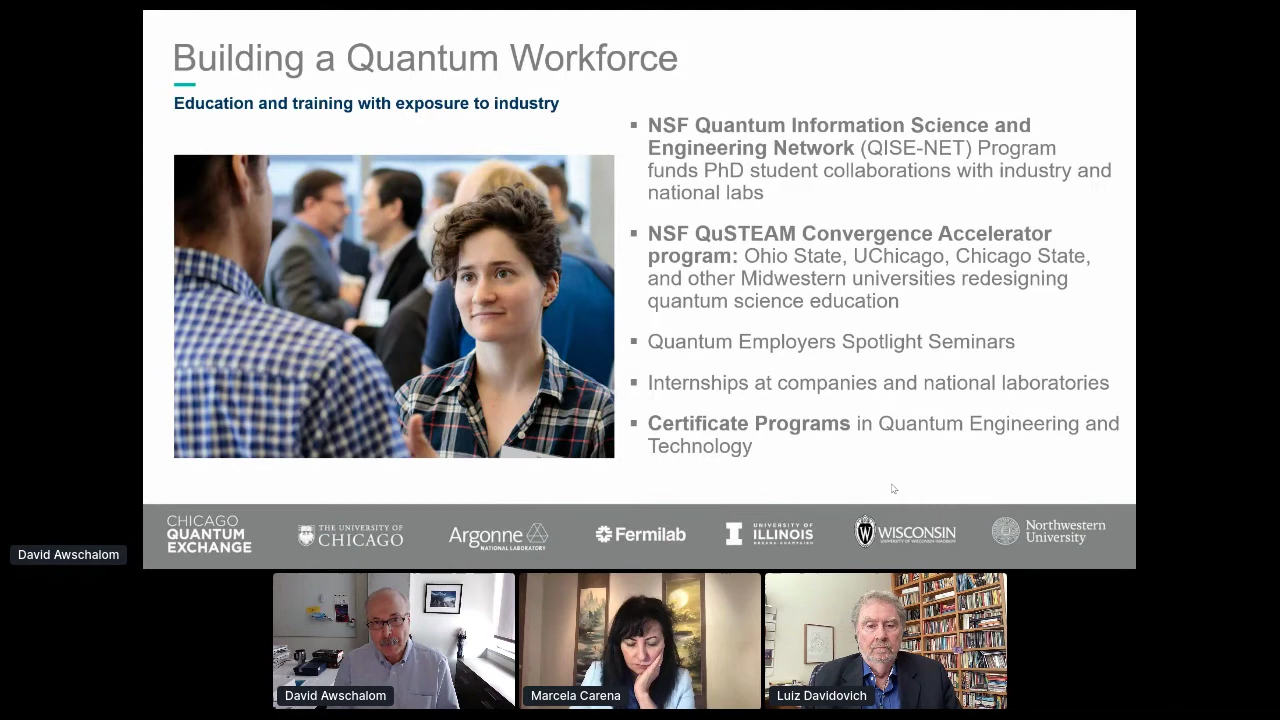 Building a Quantum Workforce
Education and training with exposure to industry
▪ NSF Quantum Information Science and
Engineering Network (QISE-NET) Program
funds PhD student collaborations with industry and
national labs
▪ NSF QuSTEAM Convergence Accelerator
program: Ohio State, UChicago, Chicago State,
and other Midwestern universities redesigning
quantum science education
▪ Quantum Employers Spotlight Seminars
▪ Internships at companies and national laboratories
▪ Certificate Programs in Quantum Engineering and
Technology
CHICAGO
QUANTUM
EXCHANGE
THE UNIVERSITY OF
CHICAGO
Argonne
NATIONAL LABORATORY
Fermilab
I
UNIVERSITY OF
ILLINOIS
URBANA-CHAMPAIGN
W
WISCONSIN
UNIVERSITY OF WISCONSIN-MADISON
Northwestern
University
David Awschalom
David Awschalom
Marcela Carena
Luiz Davidovich